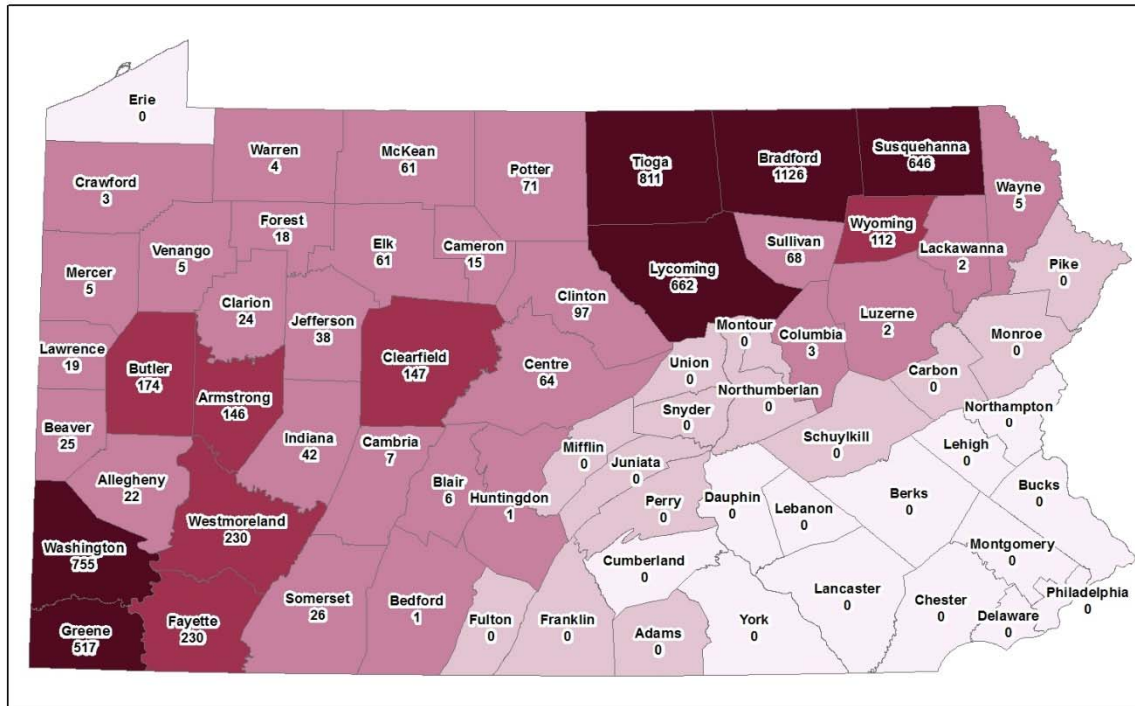 Erie
0
Warren
4
McKean
61
Potter
71
Tioga
811
Bradford
1126
Susquehanna
646
Wayne
5
Crawford
3
Forest
18
Venango
5
Elk
61
Cameron
15
Sullivan
68
Wyoming
112
Lackawanna
2
Mercer
5
Clarion
24
Jefferson
38
Clinton
97
Lycoming
662
Luzerne
2
Pike
0
Lawrence
19
Butler
174
Armstrong
146
Clearfield
147
Centre
64
Union
0
Montour
0
Columbia
3
Carbon
0
Monroe
0
Beaver
25
Indiana
42
Cambria
7
Snyder
0
Northumberlan
0
Schuylkill
0
Northampton
0
Allegheny
22
Blair
6
Huntingdon
1
Mifflin
0
Juniata
0
Perry
0
Dauphin
0
Lebanon
0
Berks
0
Lehigh
0
Bucks
0
Washington
755
Westmoreland
230
Cumberland
0
Montgomery
0
Philadelphia
0
Greene
517
Fayette
230
Somerset
26
Bedford
1
Fulton
0
Franklin
0
Adams
0
York
0
Lancaster
0
Chester
0
Delaware
0